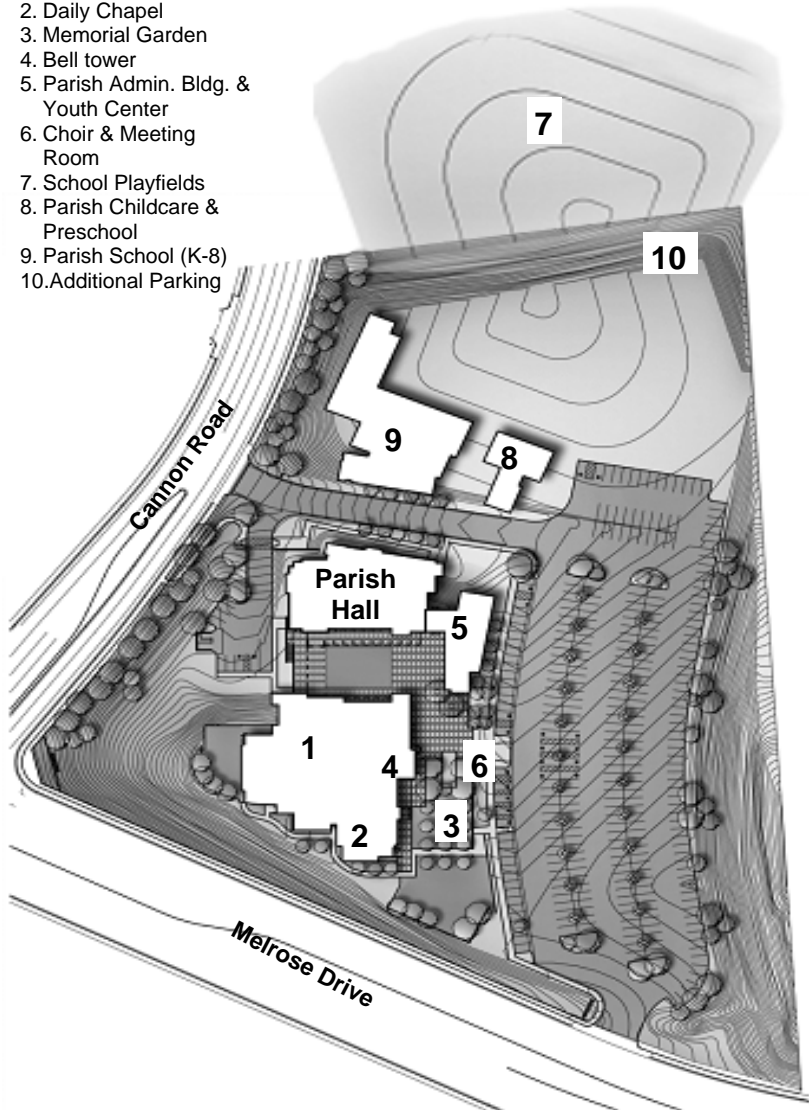 2. Daily Chapel
3. Memorial Garden
4. Bell tower
5. Parish Admin. Bldg. &
Youth Center
6. Choir & Meeting
Room
7. School Playfields
8. Parish Childcare &
Preschool
9. Parish School (K-8)
10.Additional Parking
7
10
Cannon Road
9
8
Parish
Hall
5
1
4
6
3
2
Melrose Drive